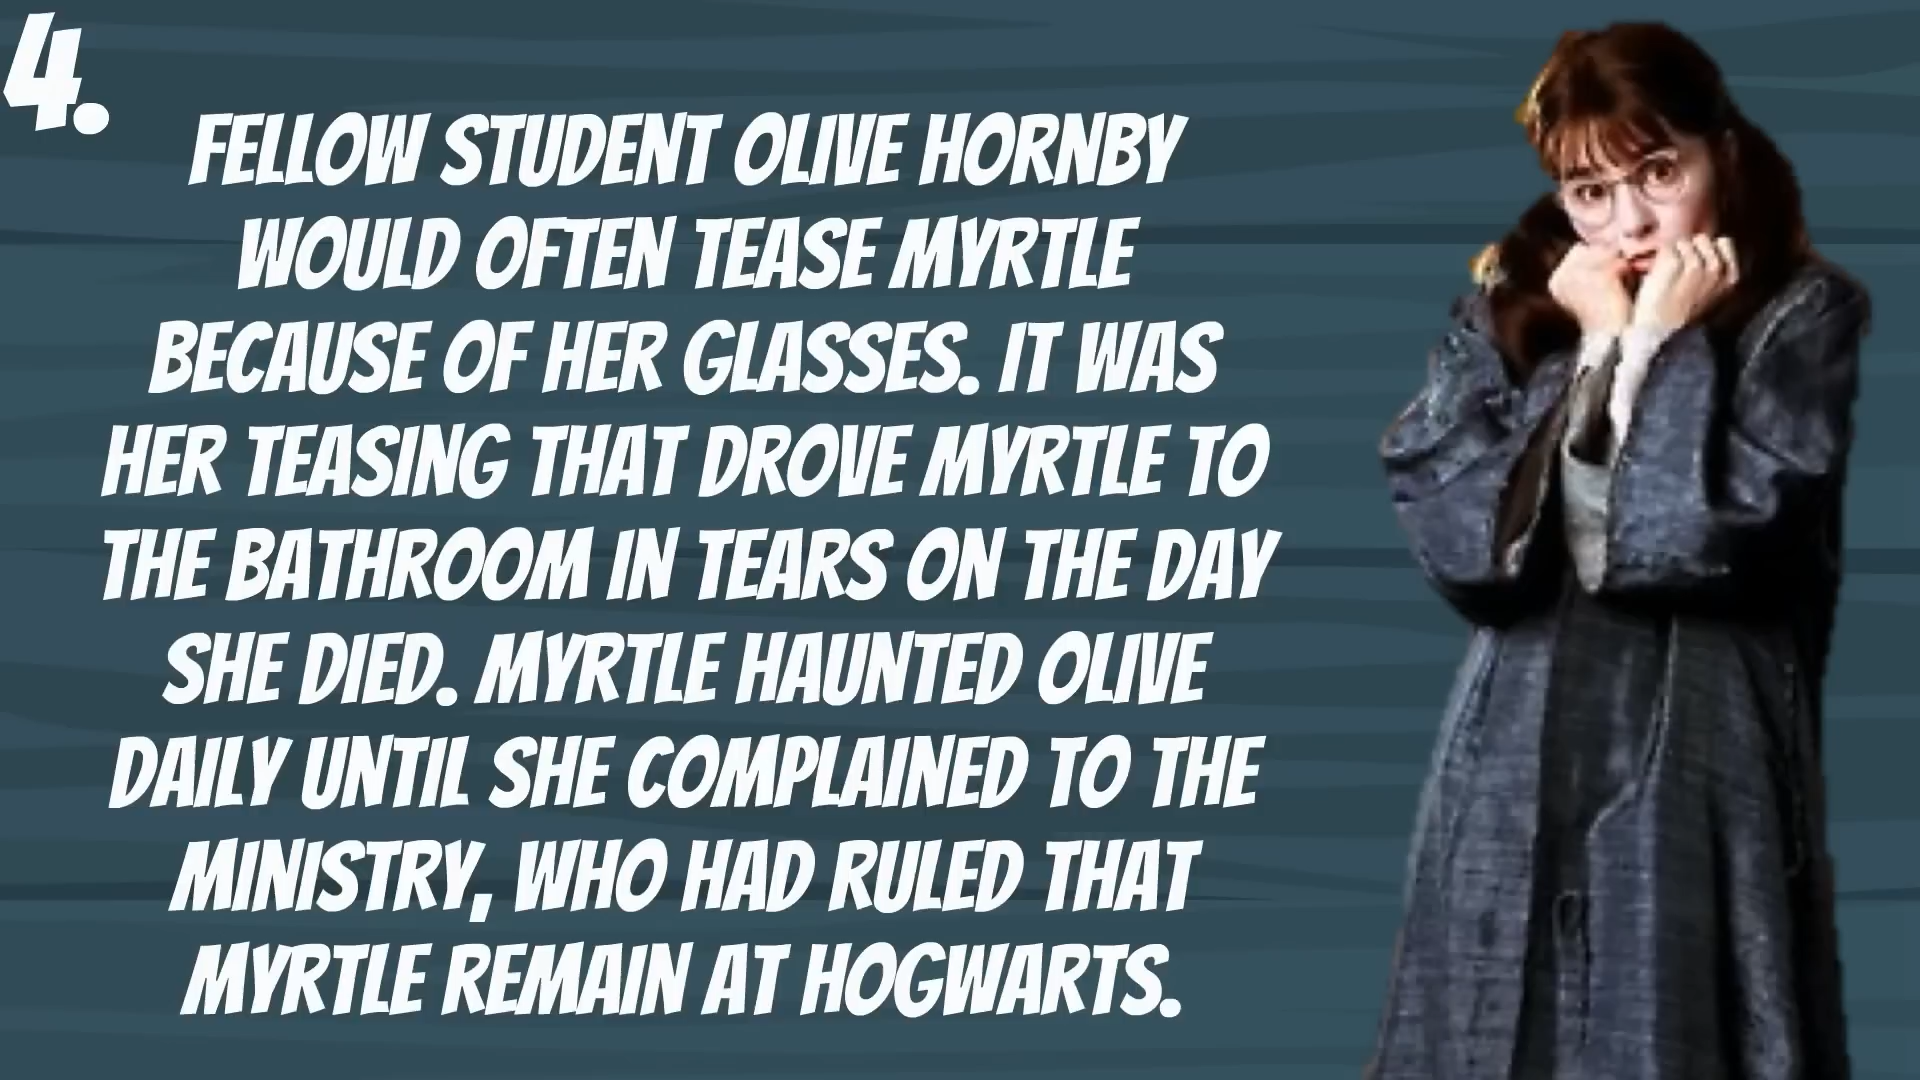 4.
FELLOW STUDENT OLIVE HORNBY
WOULD OFTEN TEASE MYRTLE
BECAUSE OF HER GLASSES. IT WAS
HER TEASING THAT DROVE MYRTLE TO
THE BATHROOM IN TEARS ON THE DAY
SHE DIED. MYRTLE HAUNTED OLIVE
DAILY UNTIL SHE COMPLAINED TO THE
MINISTRY, WHO HAD RULED THAT
MYRTLE REMAIN AT HOGWARTS.